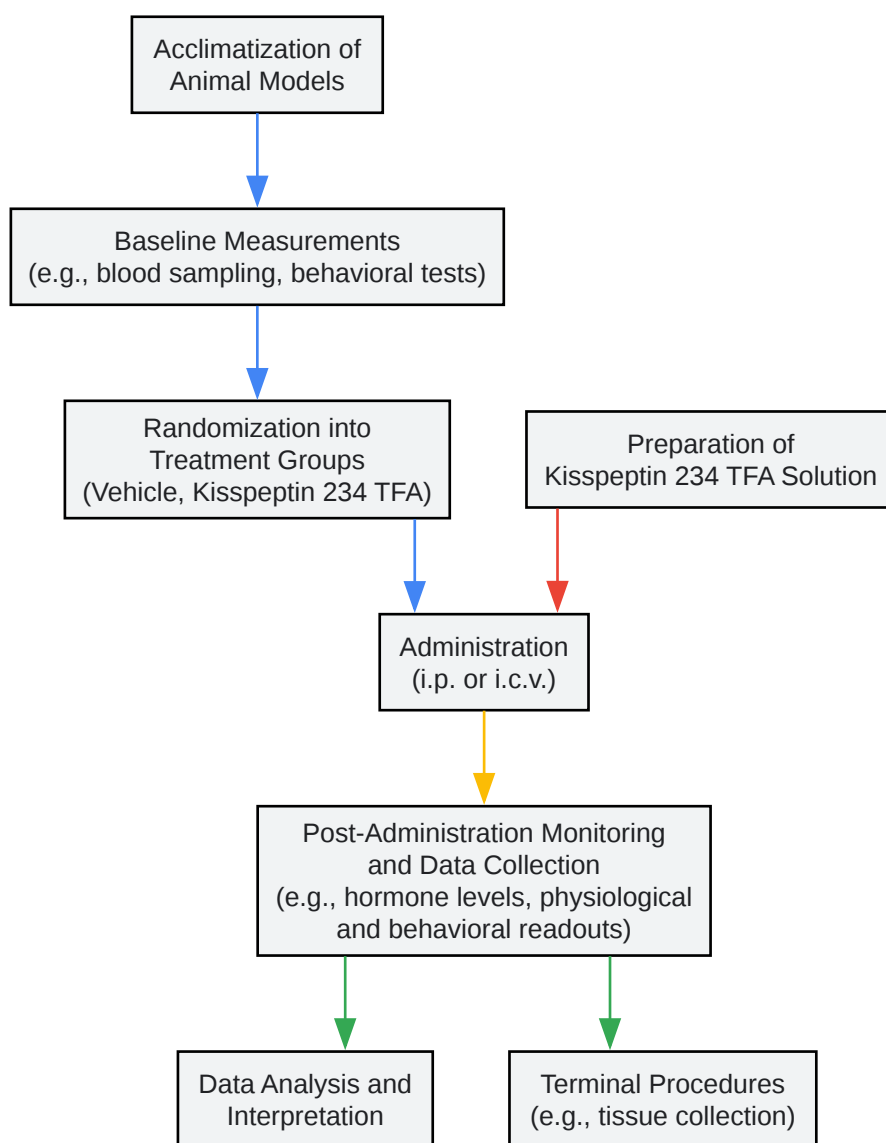 Acclimatization of
Animal Models
Baseline Measurements
(e.g., blood sampling, behavioral tests)
Randomization into
Treatment Groups
(Vehicle, Kisspeptin 234 TFA)
Preparation of
Kisspeptin 234 TFA Solution
Administration
(i.p. or i.c.v.)
Post-Administration Monitoring
and Data Collection
(e.g., hormone levels, physiological
and behavioral readouts)
Data Analysis and
Interpretation
Terminal Procedures
(e.g., tissue collection)